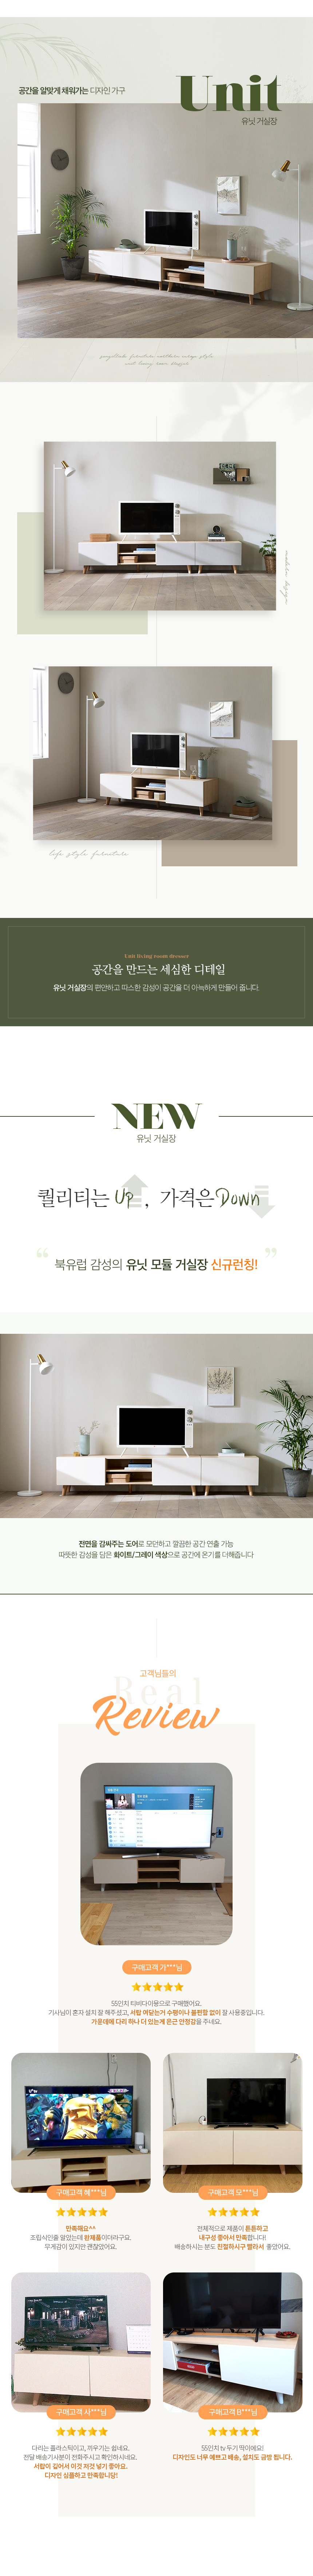 공간을 알맞게 채워가는 디자인 가구
Unit
유닛 거실장
life style furniture
Unit living room dresser
공간을 만드는 세심한 디테일
유닛 거실장의 편안하고 따스한 감성이 공간을 더 아늑하게 만들어 줍니다.
NEW
유닛 거실장
퀄리티는 Up, 가격은 Down
“ 북유럽 감성의 유닛 모듈 거실장 신규런칭! ”
전면을 감싸주는 도어로 모던하고 깔끔한 공간 연출 가능
따뜻한 감성을 담은 화이트/그레이 색상으로 공간에 온기를 더해줍니다
고객님들의
Real
Review
구매고객 가***님
55인치 티비다이용으로 구매했어요.
기사님이 혼자 설치 잘 해주셨고, 서랍 여닫는거 수평이나 불편함 없이 잘 사용중입니다.
가운데에 다리 하나 더 있는게 은근 안정감을 주네요.
구매고객 혜***님
만족해요^^
조립식인줄 알았는데 완제품이더라구요.
무게감이 있지만 괜찮았어요.
구매고객 모***님
전체적으로 제품이 튼튼하고
내구성 좋아서 만족합니다!
배송하시는 분도 친절하시구 빨라서 좋았어요.
구매고객 사***님
다리는 플라스틱이고, 끼우기는 쉽네요.
전달 배송기사분이 전화주시고 확인하시네요.
서랍이 깊어서 이것 저것 넣기 좋아요.
디자인 심플하고 만족합니당!
구매고객 B***님
55인치 tv 두기 딱이에요!
디자인도 너무 예쁘고 배송, 설치도 금방 됩니다.